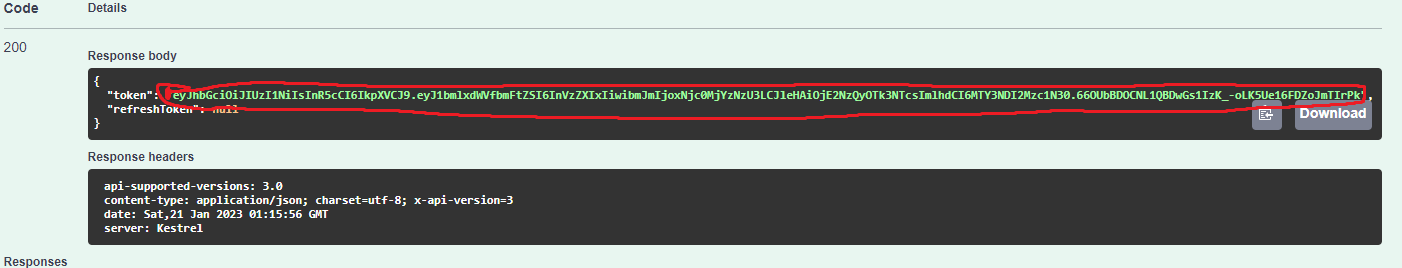 Code Details
200
Response body
{
"token": "eyJhbGciOiJIUzI1NiIsInR5cCI6IkpXVCJ9.eyJ1bmlxdWVfbmFtZSI6InVzZXIxIiwibmJmIjoxNjc0MjYzNzU3LCJleHAiOjE2NzQyOTk3NTcsImlhdCI6MTY3NDI2Mzc1N30.66OUbBDOCNL1QBDwGs1IzK_-oLK5Ue16FDZoJmTIrPk",
"refreshToken": null
}
Download
Response headers
api-supported-versions: 3.0
content-type: application/json; charset=utf-8; x-api-version=3
date: Sat,21 Jan 2023 01:15:56 GMT
server: Kestrel
Responses